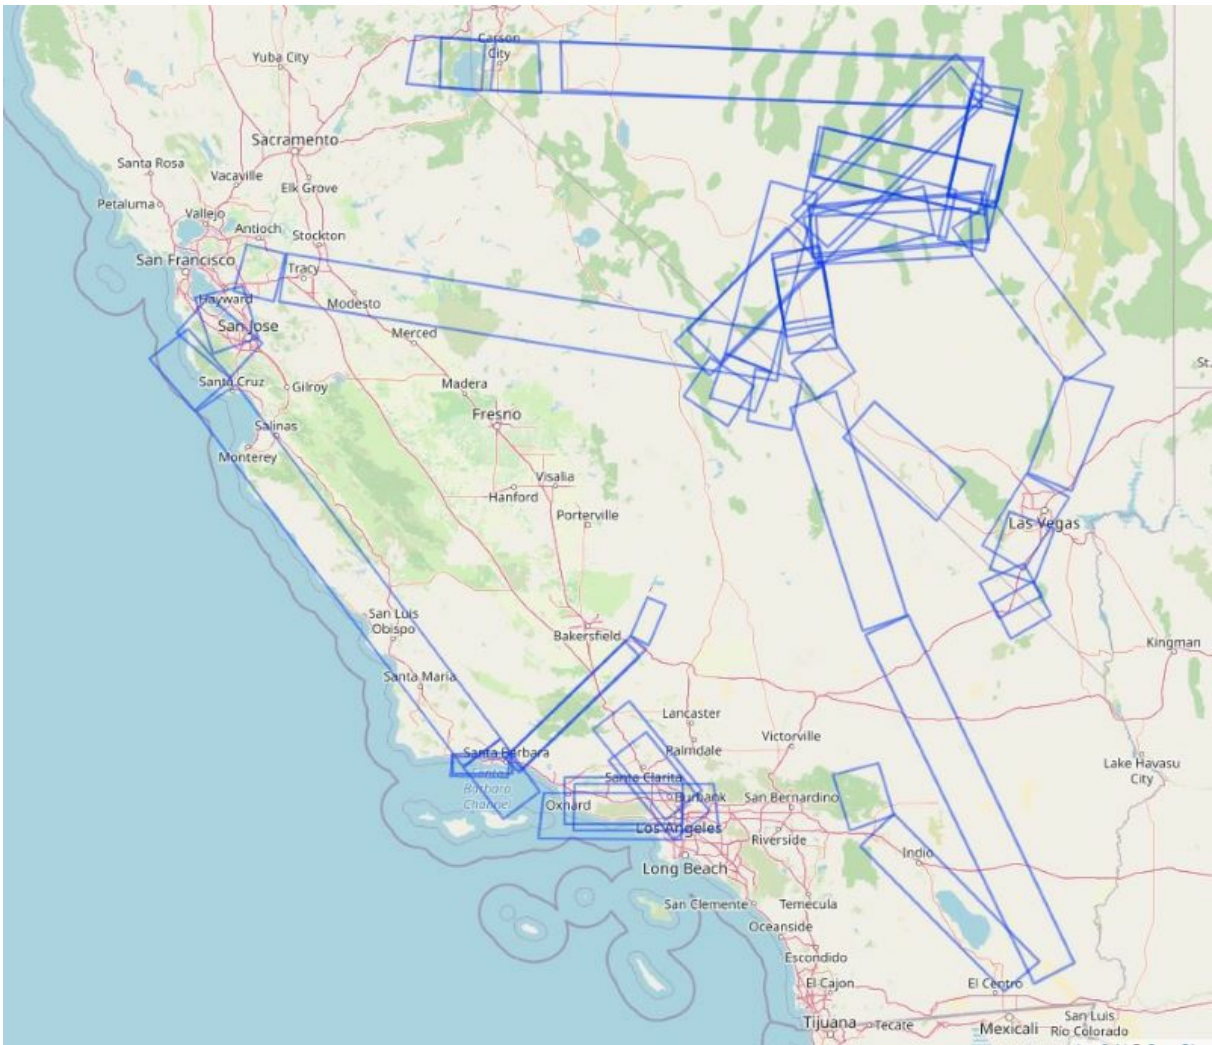 Carson
City
Yuba City
Sacramento
Santa Rosa
Vacaville
Elk Grove
Petaluma
Vallejo
Antioch
Stockton
San Francisco
Tracy
Hayward
Modesto
San Jose
Merced
St.
Santa Cruz
Gilroy
Madera
Fresno
Salinas
Monterey
Visalia
Hanford
Porterville
Las Vegas
San Luis
Obispo
Bakersfield
Kingman
Santa Maria
Lancaster
Palmdale
Victorville
Santa Barbara
Lake Havasu
City
Santa
Barbara
Channel
Santa Clarita
Oxnard
Burbank
San Bernardino
Los Angeles
Riverside
Indio
Long Beach
San Clemente
Temecula
Oceanside
Escondido
El Cajon
El Centro
Tijuana
Tecate
Mexicali
San Luis
Río Colorado